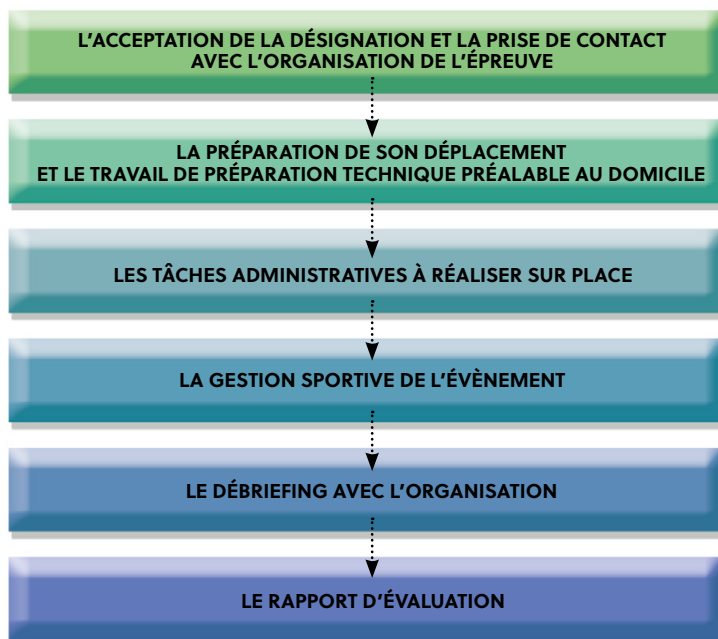 L'ACCEPTATION DE LA DÉSIGNATION ET LA PRISE DE CONTACT
AVEC L'ORGANISATION DE L'ÉPREUVE
LA PRÉPARATION DE SON DÉPLACEMENT
ET LE TRAVAIL DE PRÉPARATION TECHNIQUE PRÉALABLE AU DOMICILE
LES TÂCHES ADMINISTRATIVES À RÉALISER SUR PLACE
LA GESTION SPORTIVE DE L'ÉVÈNEMENT
LE DÉBRIEFING AVEC L'ORGANISATION
LE RAPPORT D'ÉVALUATION